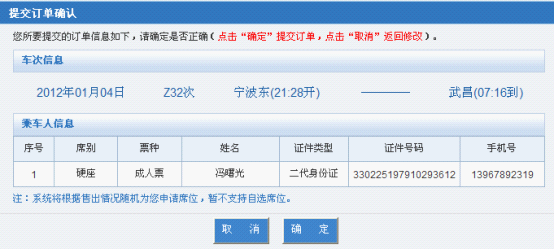 提交订单确认
您所要提交的订单信息如下，请确定是否正确（点击“确定”提交订单，点击“取消”返回修改）。
车次信息
2012年01月04日 Z32次 宁波东(21:28开) ——— 武昌(07:16到)
乘车人信息
序号 席别 票种 姓名 证件类型 证件号码 手机号
1 硬座 成人票 冯曙光 二代身份证 330225197910293612 13967892319
注：系统将根据售出情况随机为您申请席位，暂不支持自选席位。
取 消 确 定